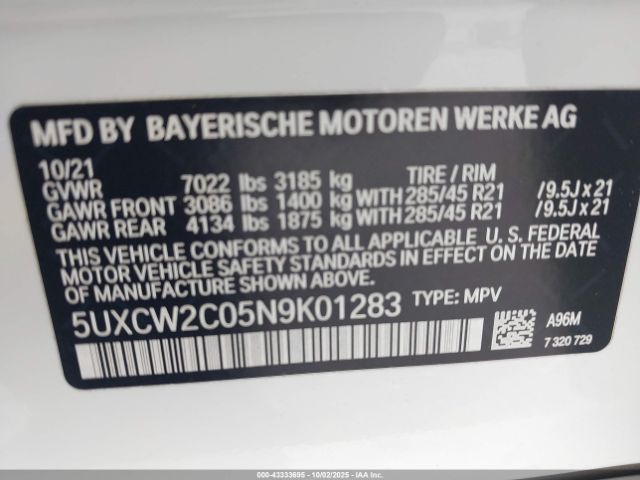 MFD BY BAYERISCHE MOTOREN WERKE AG
10/21 TIRE / RIM
GVWR 7022 lbs 3185 kg
GAWR FRONT 3086 lbs 1400 kg WITH 285/45 R21 /9.5J x 21
GAWR REAR 4134 lbs 1875 kg WITH 285/45 R21 /9.5J x 21
THIS VEHICLE CONFORMS TO ALL APPLICABLE U. S. FEDERAL
MOTOR VEHICLE SAFETY STANDARDS IN EFFECT ON THE DATE
OF MANUFACTURE SHOWN ABOVE.
5UXCW2C05N9K01283 TYPE: MPV
A96M
7 320 729
000-43333695 - 10/02/2025 - IAAI.CA